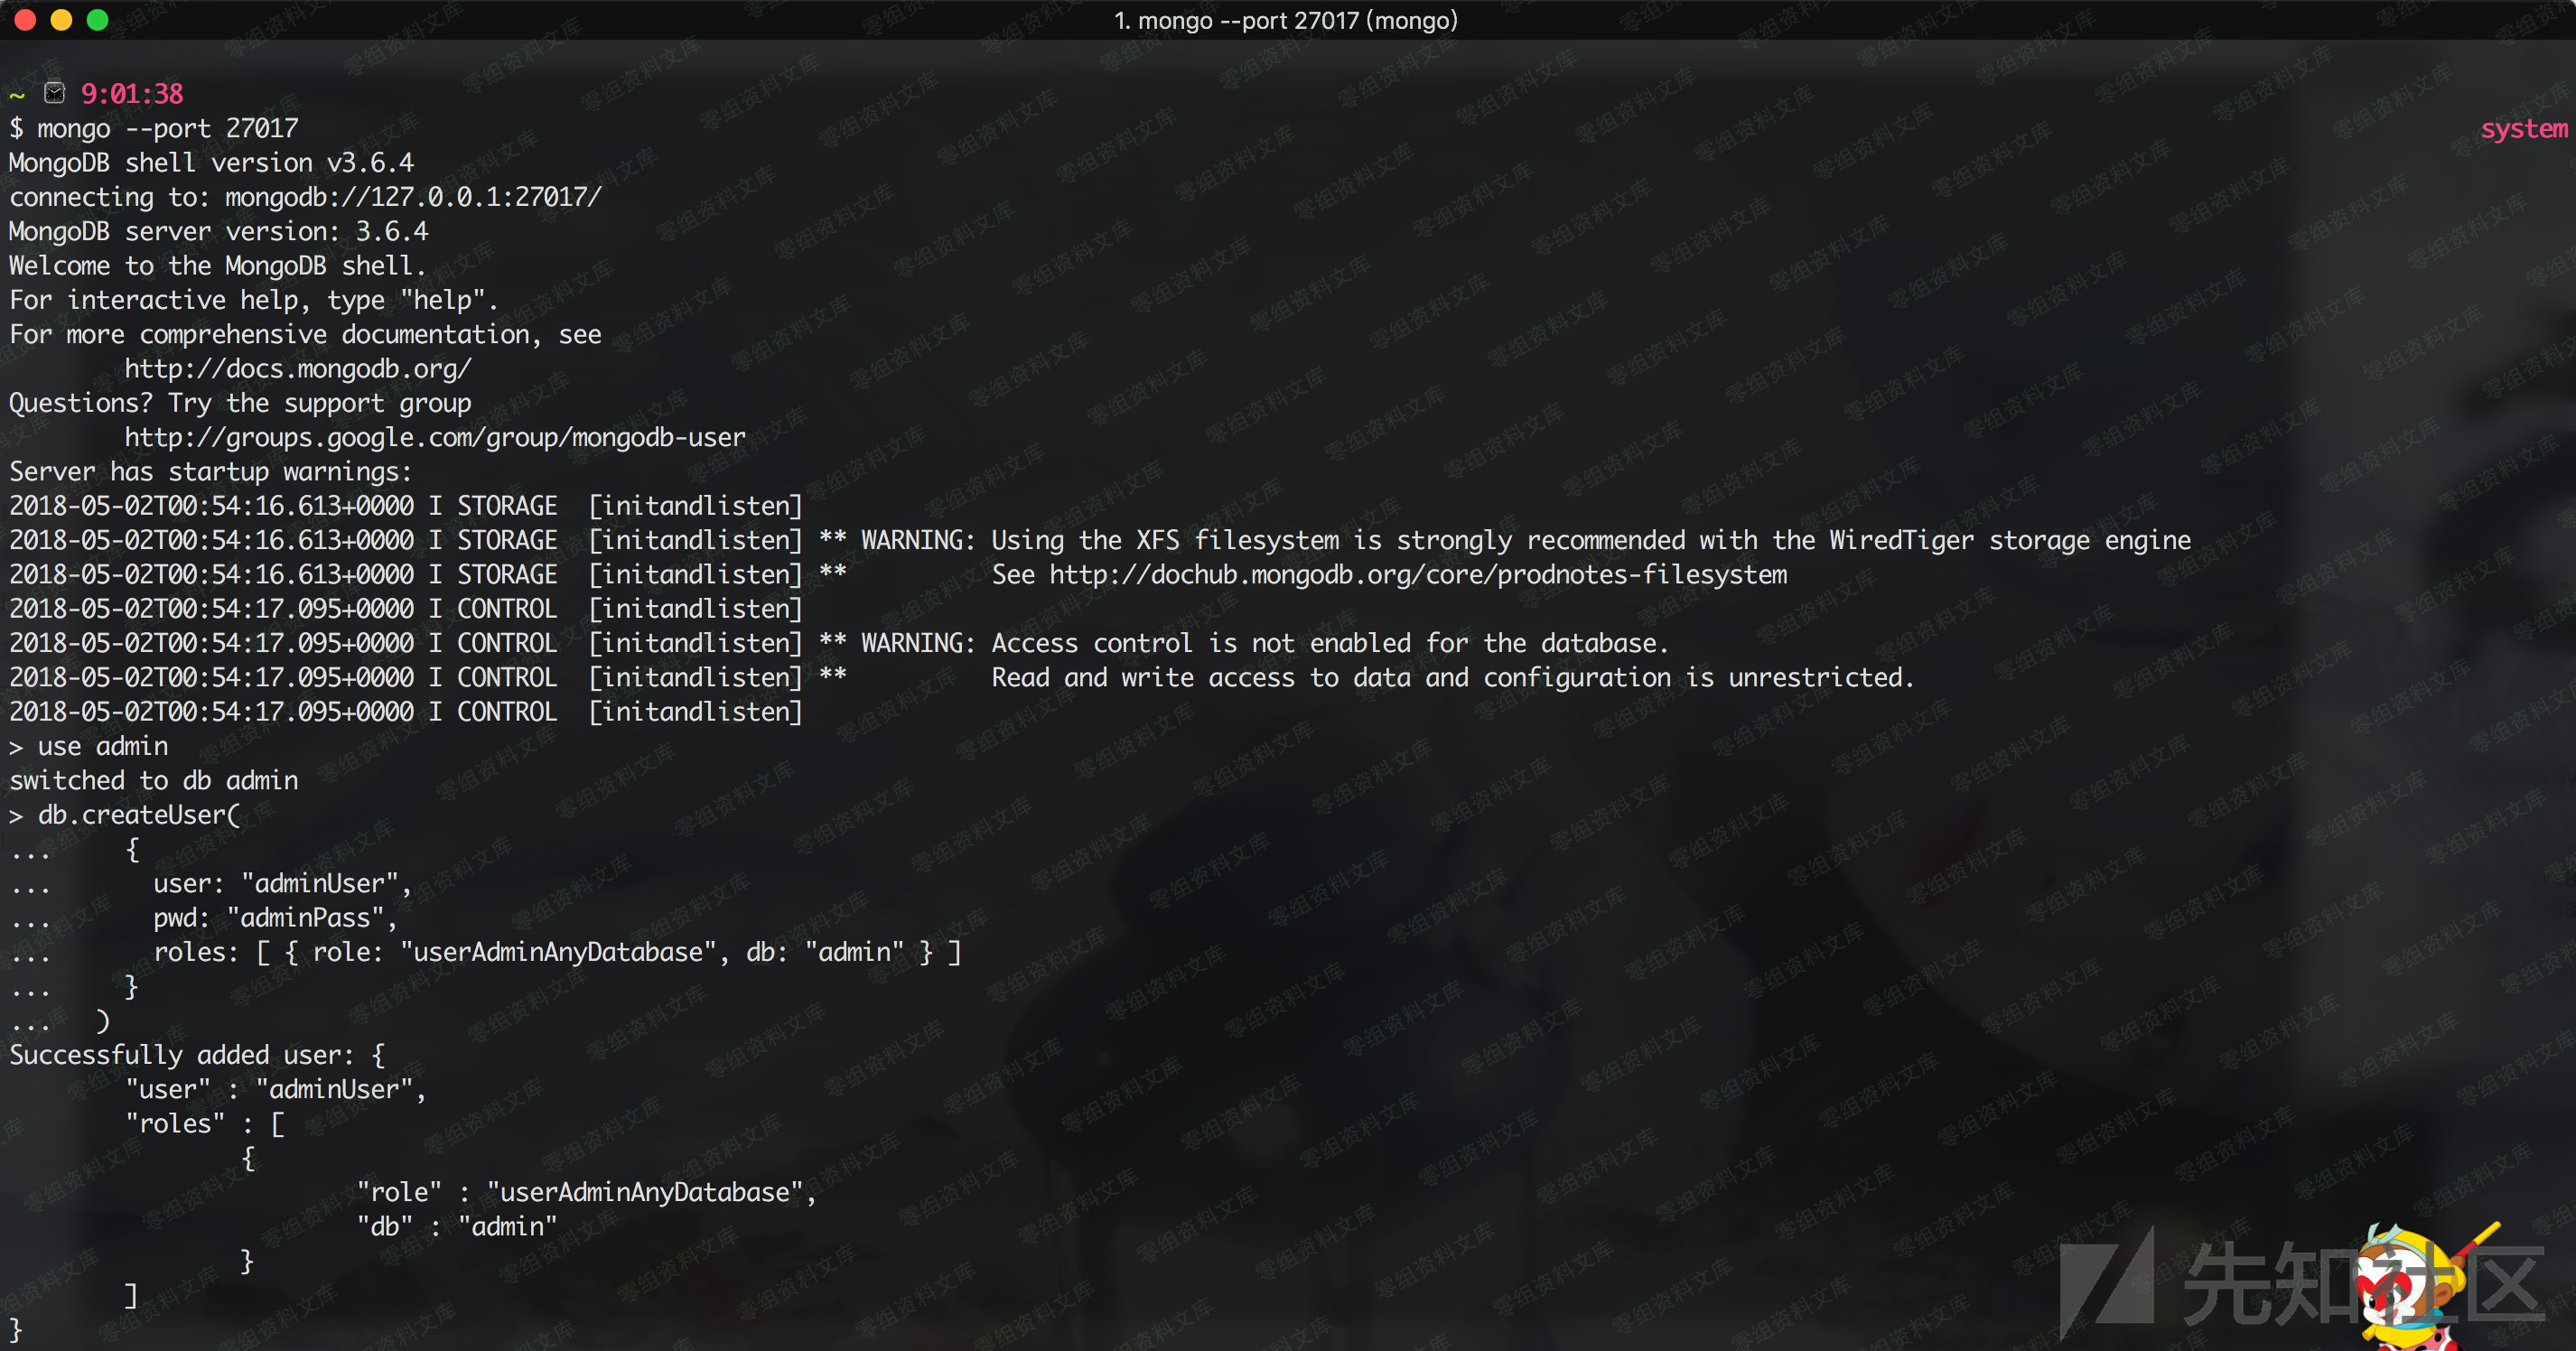 1. mongo --port 27017 (mongo)
~ 9:01:38
$ mongo --port 27017 system
MongoDB shell version v3.6.4
connecting to: mongodb://127.0.0.1:27017/
MongoDB server version: 3.6.4
Welcome to the MongoDB shell.
For interactive help, type "help".
For more comprehensive documentation, see
        http://docs.mongodb.org/
Questions? Try the support group
        http://groups.google.com/group/mongodb-user
Server has startup warnings:
2018-05-02T00:54:16.613+0000 I STORAGE  [initandlisten]
2018-05-02T00:54:16.613+0000 I STORAGE  [initandlisten] ** WARNING: Using the XFS filesystem is strongly recommended with the WiredTiger storage engine
2018-05-02T00:54:16.613+0000 I STORAGE  [initandlisten] **          See http://dochub.mongodb.org/core/prodnotes-filesystem
2018-05-02T00:54:17.095+0000 I CONTROL  [initandlisten]
2018-05-02T00:54:17.095+0000 I CONTROL  [initandlisten] ** WARNING: Access control is not enabled for the database.
2018-05-02T00:54:17.095+0000 I CONTROL  [initandlisten] **          Read and write access to data and configuration is unrestricted.
2018-05-02T00:54:17.095+0000 I CONTROL  [initandlisten]
> use admin
switched to db admin
> db.createUser(
...     {
...       user: "adminUser",
...       pwd: "adminPass",
...       roles: [ { role: "userAdminAnyDatabase", db: "admin" } ]
...     }
...   )
Successfully added user: {
        "user" : "adminUser",
        "roles" : [
                {
                        "role" : "userAdminAnyDatabase",
                        "db" : "admin"
                }
        ]
}
零组资料文库
先知社区